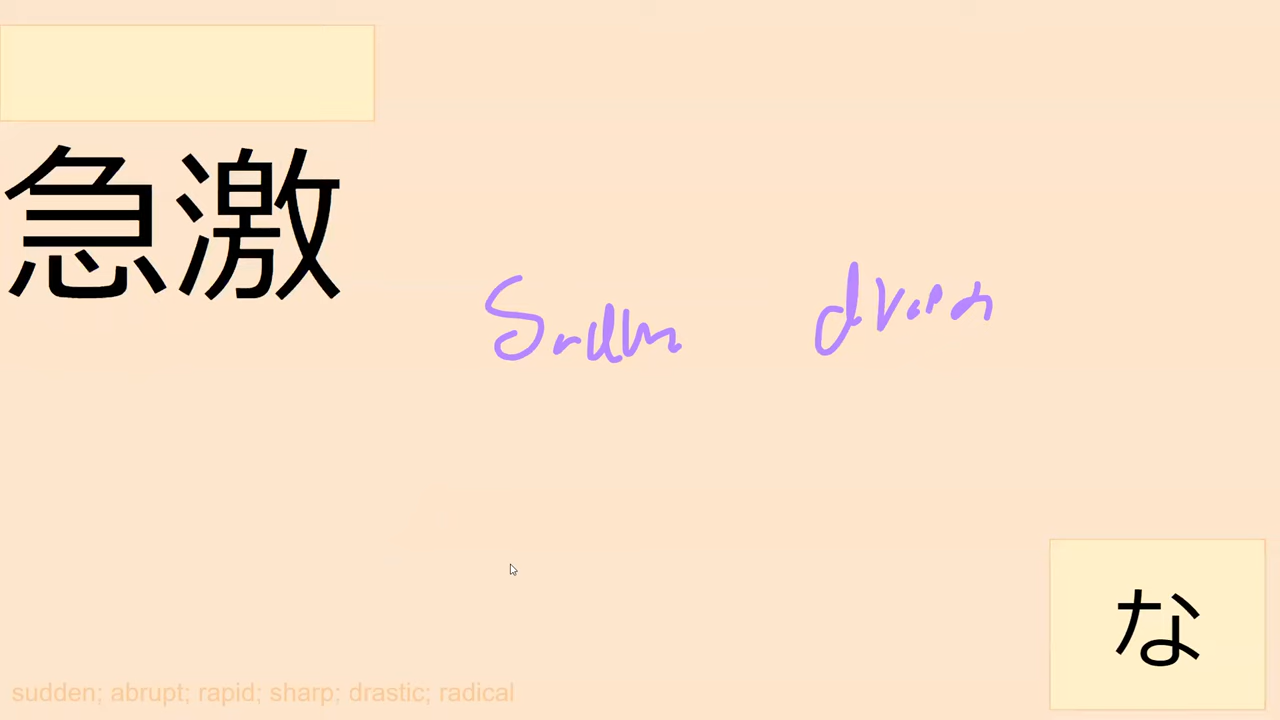 急激
な
sudden; abrupt; rapid; sharp; drastic; radical